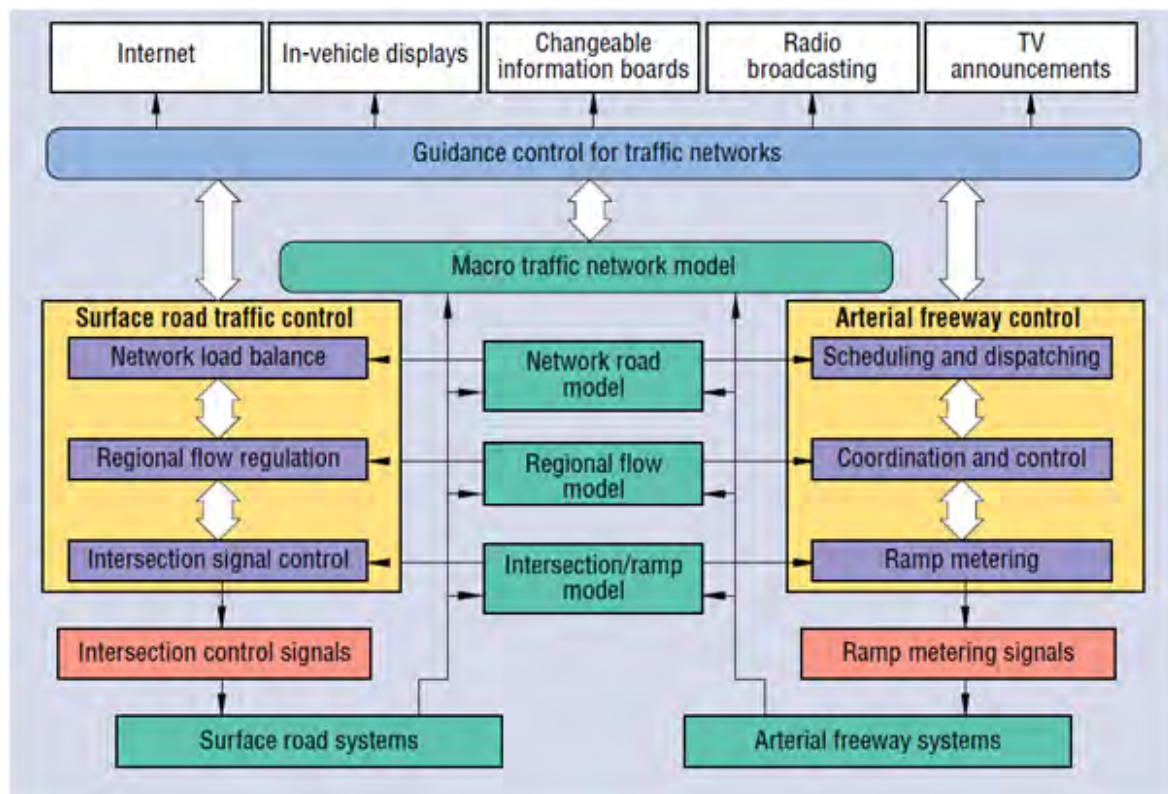 Internet
In-vehicle displays
Changeable
information boards
Radio
broadcasting
TV
announcements
Guidance control for traffic networks
Macro traffic network model
Surface road traffic control
Network load balance
Regional flow regulation
Intersection signal control
Network road
model
Regional flow
model
Intersection/ramp
model
Arterial freeway control
Scheduling and dispatching
Coordination and control
Ramp metering
Intersection control signals
Ramp metering signals
Surface road systems
Arterial freeway systems